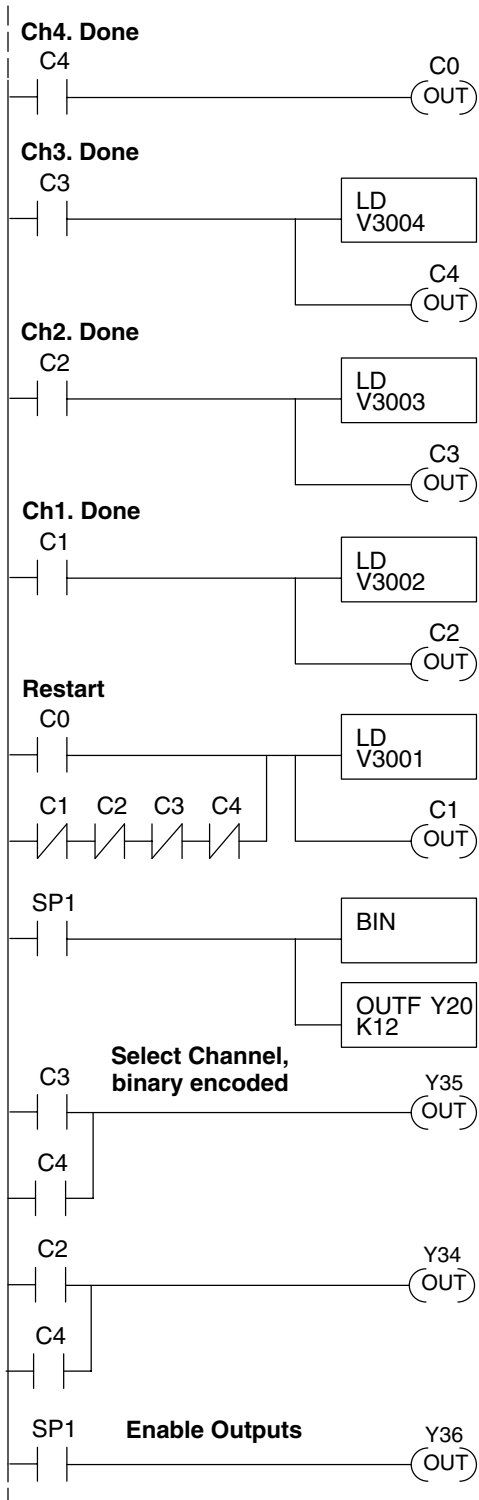 Ch4. Done
C4
C0
OUT
Ch3. Done
C3
LD
V3004
C4
OUT
Ch2. Done
C2
LD
V3003
C3
OUT
Ch1. Done
C1
LD
V3002
C2
OUT
Restart
C0
LD
V3001
C1 C2 C3 C4
C1
OUT
SP1
BIN
OUTF Y20
K12
Select Channel,
binary encoded
C3
Y35
OUT
C4
C2
Y34
OUT
C4
SP1
Enable Outputs
Y36
OUT